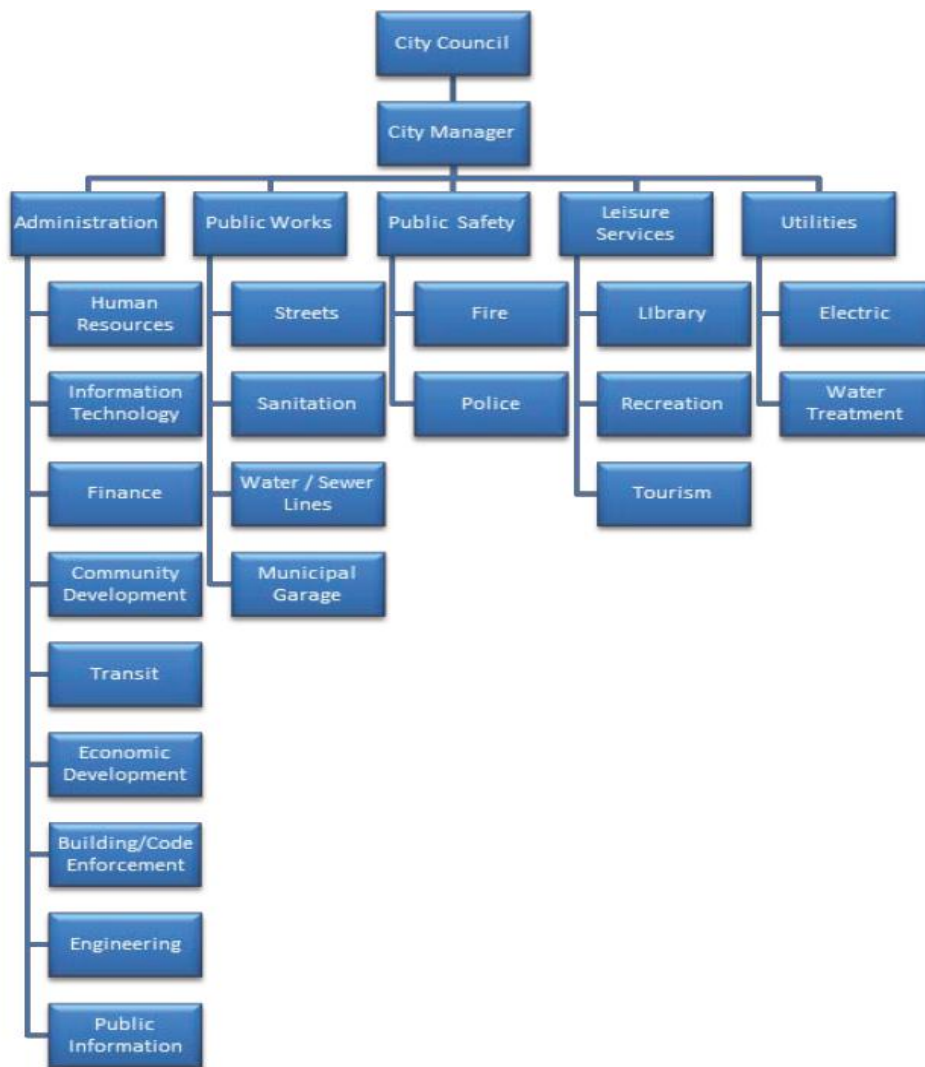 City Council
City Manager
Administration
Public Works
Public Safety
Leisure
Services
Utilities
Human
Resources
Information
Technology
Finance
Community
Development
Transit
Economic
Development
Building/Code
Enforcement
Engineering
Public
Information
Streets
Sanitation
Water / Sewer
Lines
Municipal
Garage
Fire
Police
LIbrary
Recreation
Tourism
Electric
Water
Treatment